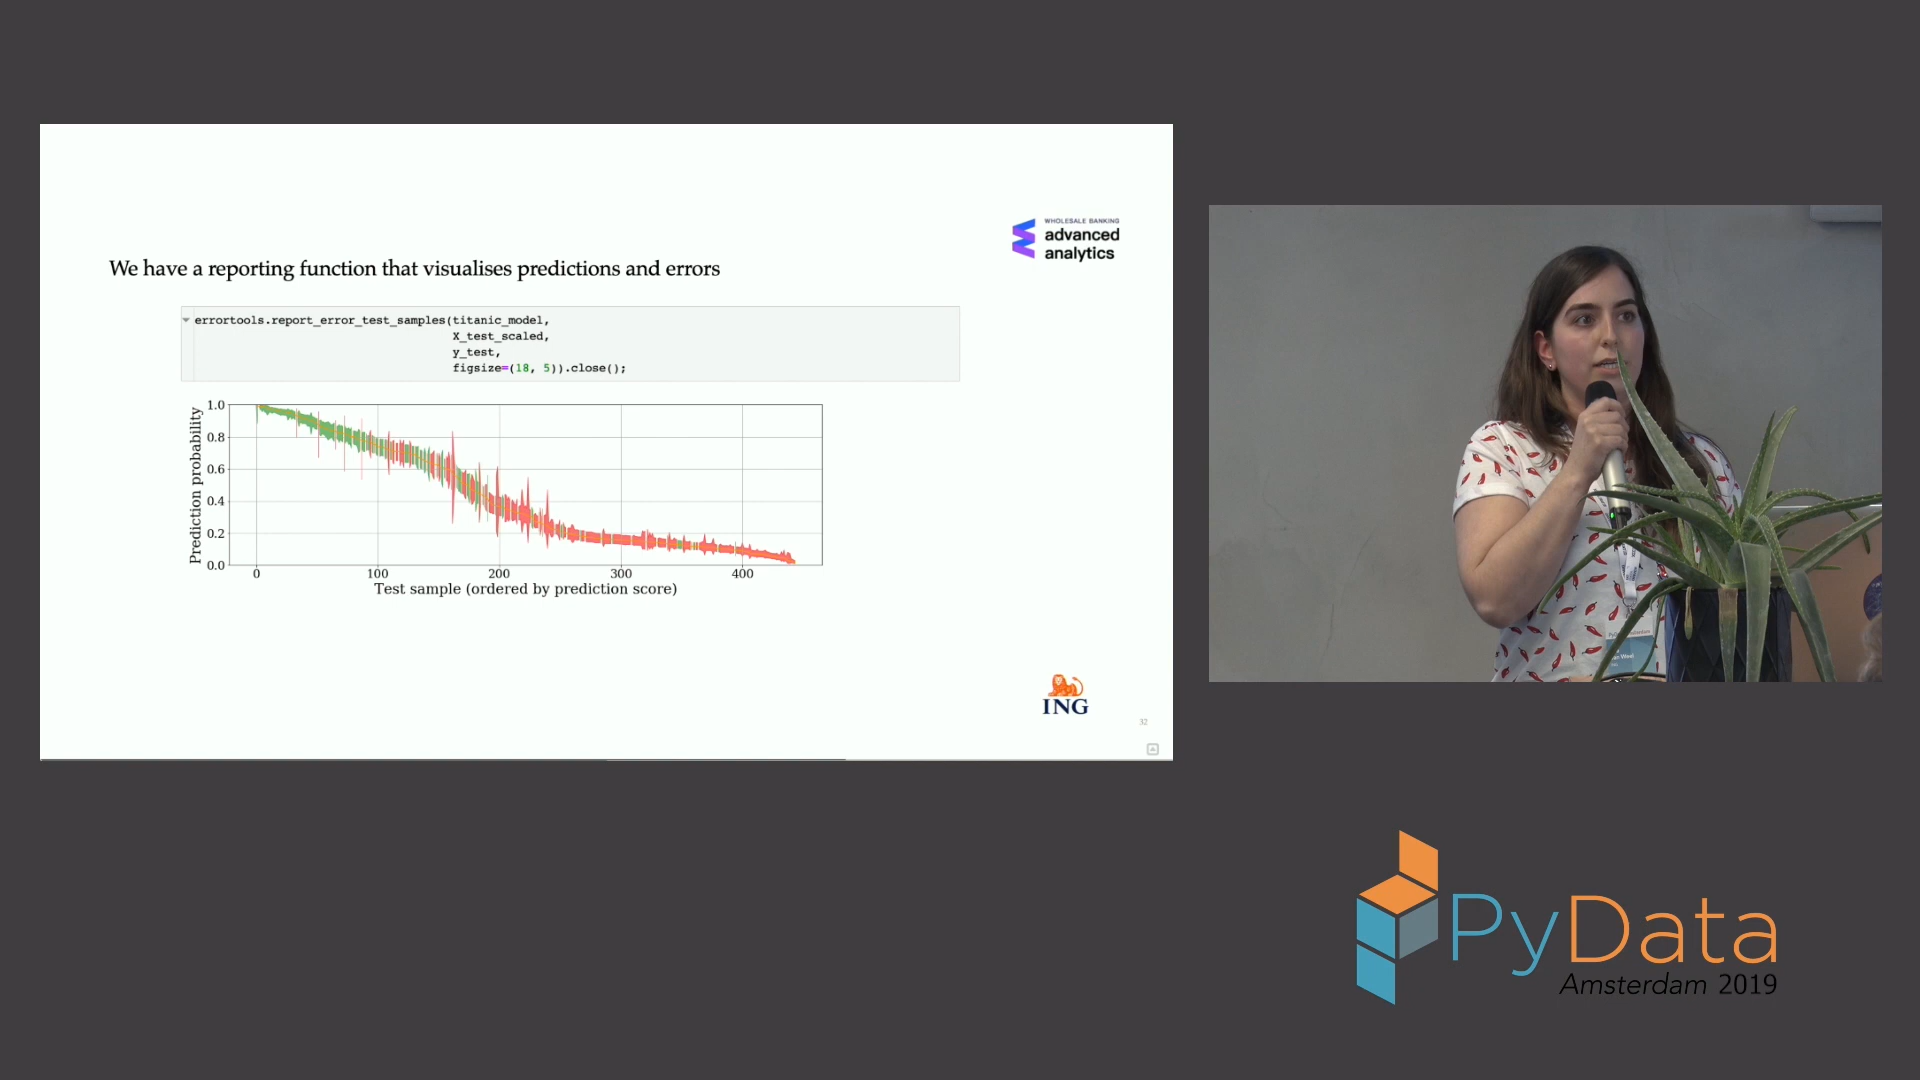 WHOLESALE BANKING
advanced
analytics
We have a reporting function that visualises predictions and errors
errortools.report_error_test_samples(titanic_model,
X_test_scaled,
y_test,
figsize=(18, 5)).close();
Prediction probability
1.0
0.8
0.6
0.4
0.2
0.0
0 100 200 300 400
Test sample (ordered by prediction score)
ING
32
PyData
Amsterdam 2019